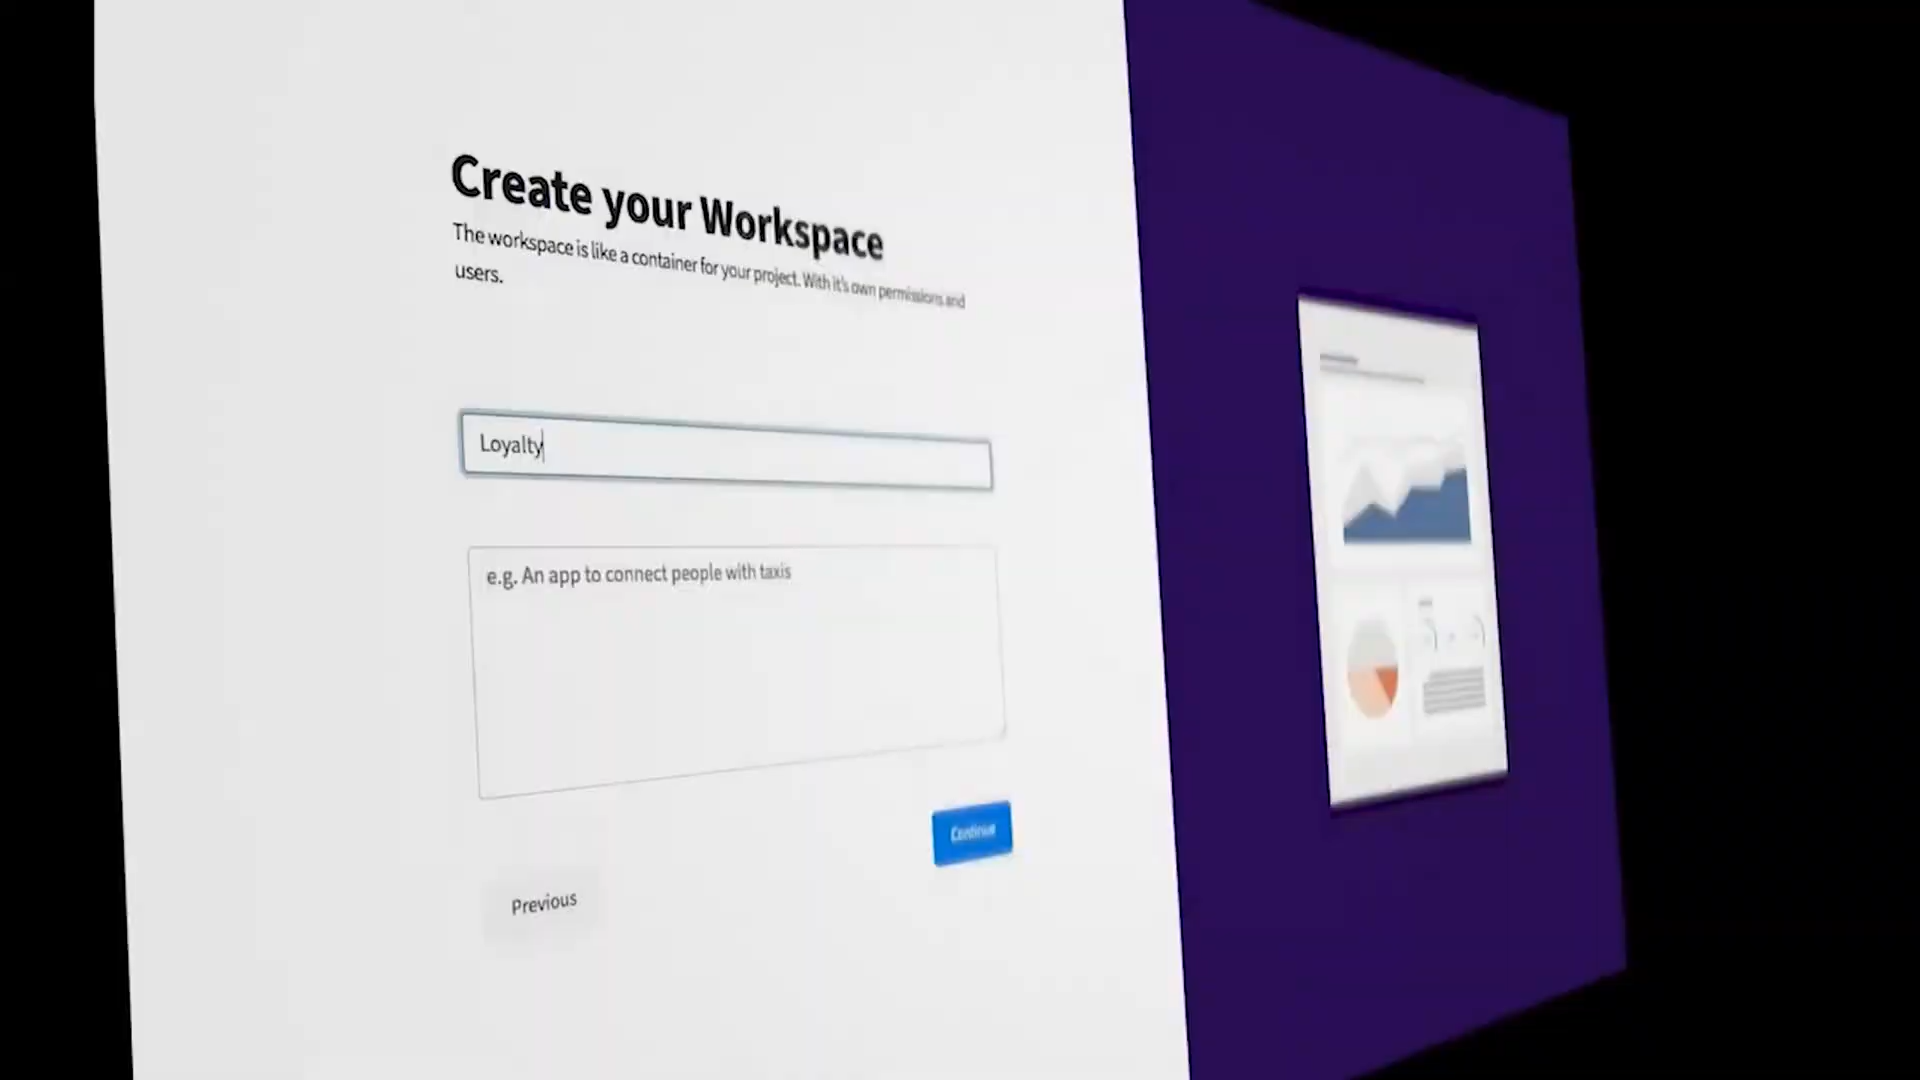 Create your Workspace
The workspace is like a container for your project. With it's own permissions and
users.
Loyalty
e.g. An app to connect people with taxis
Continue
Previous